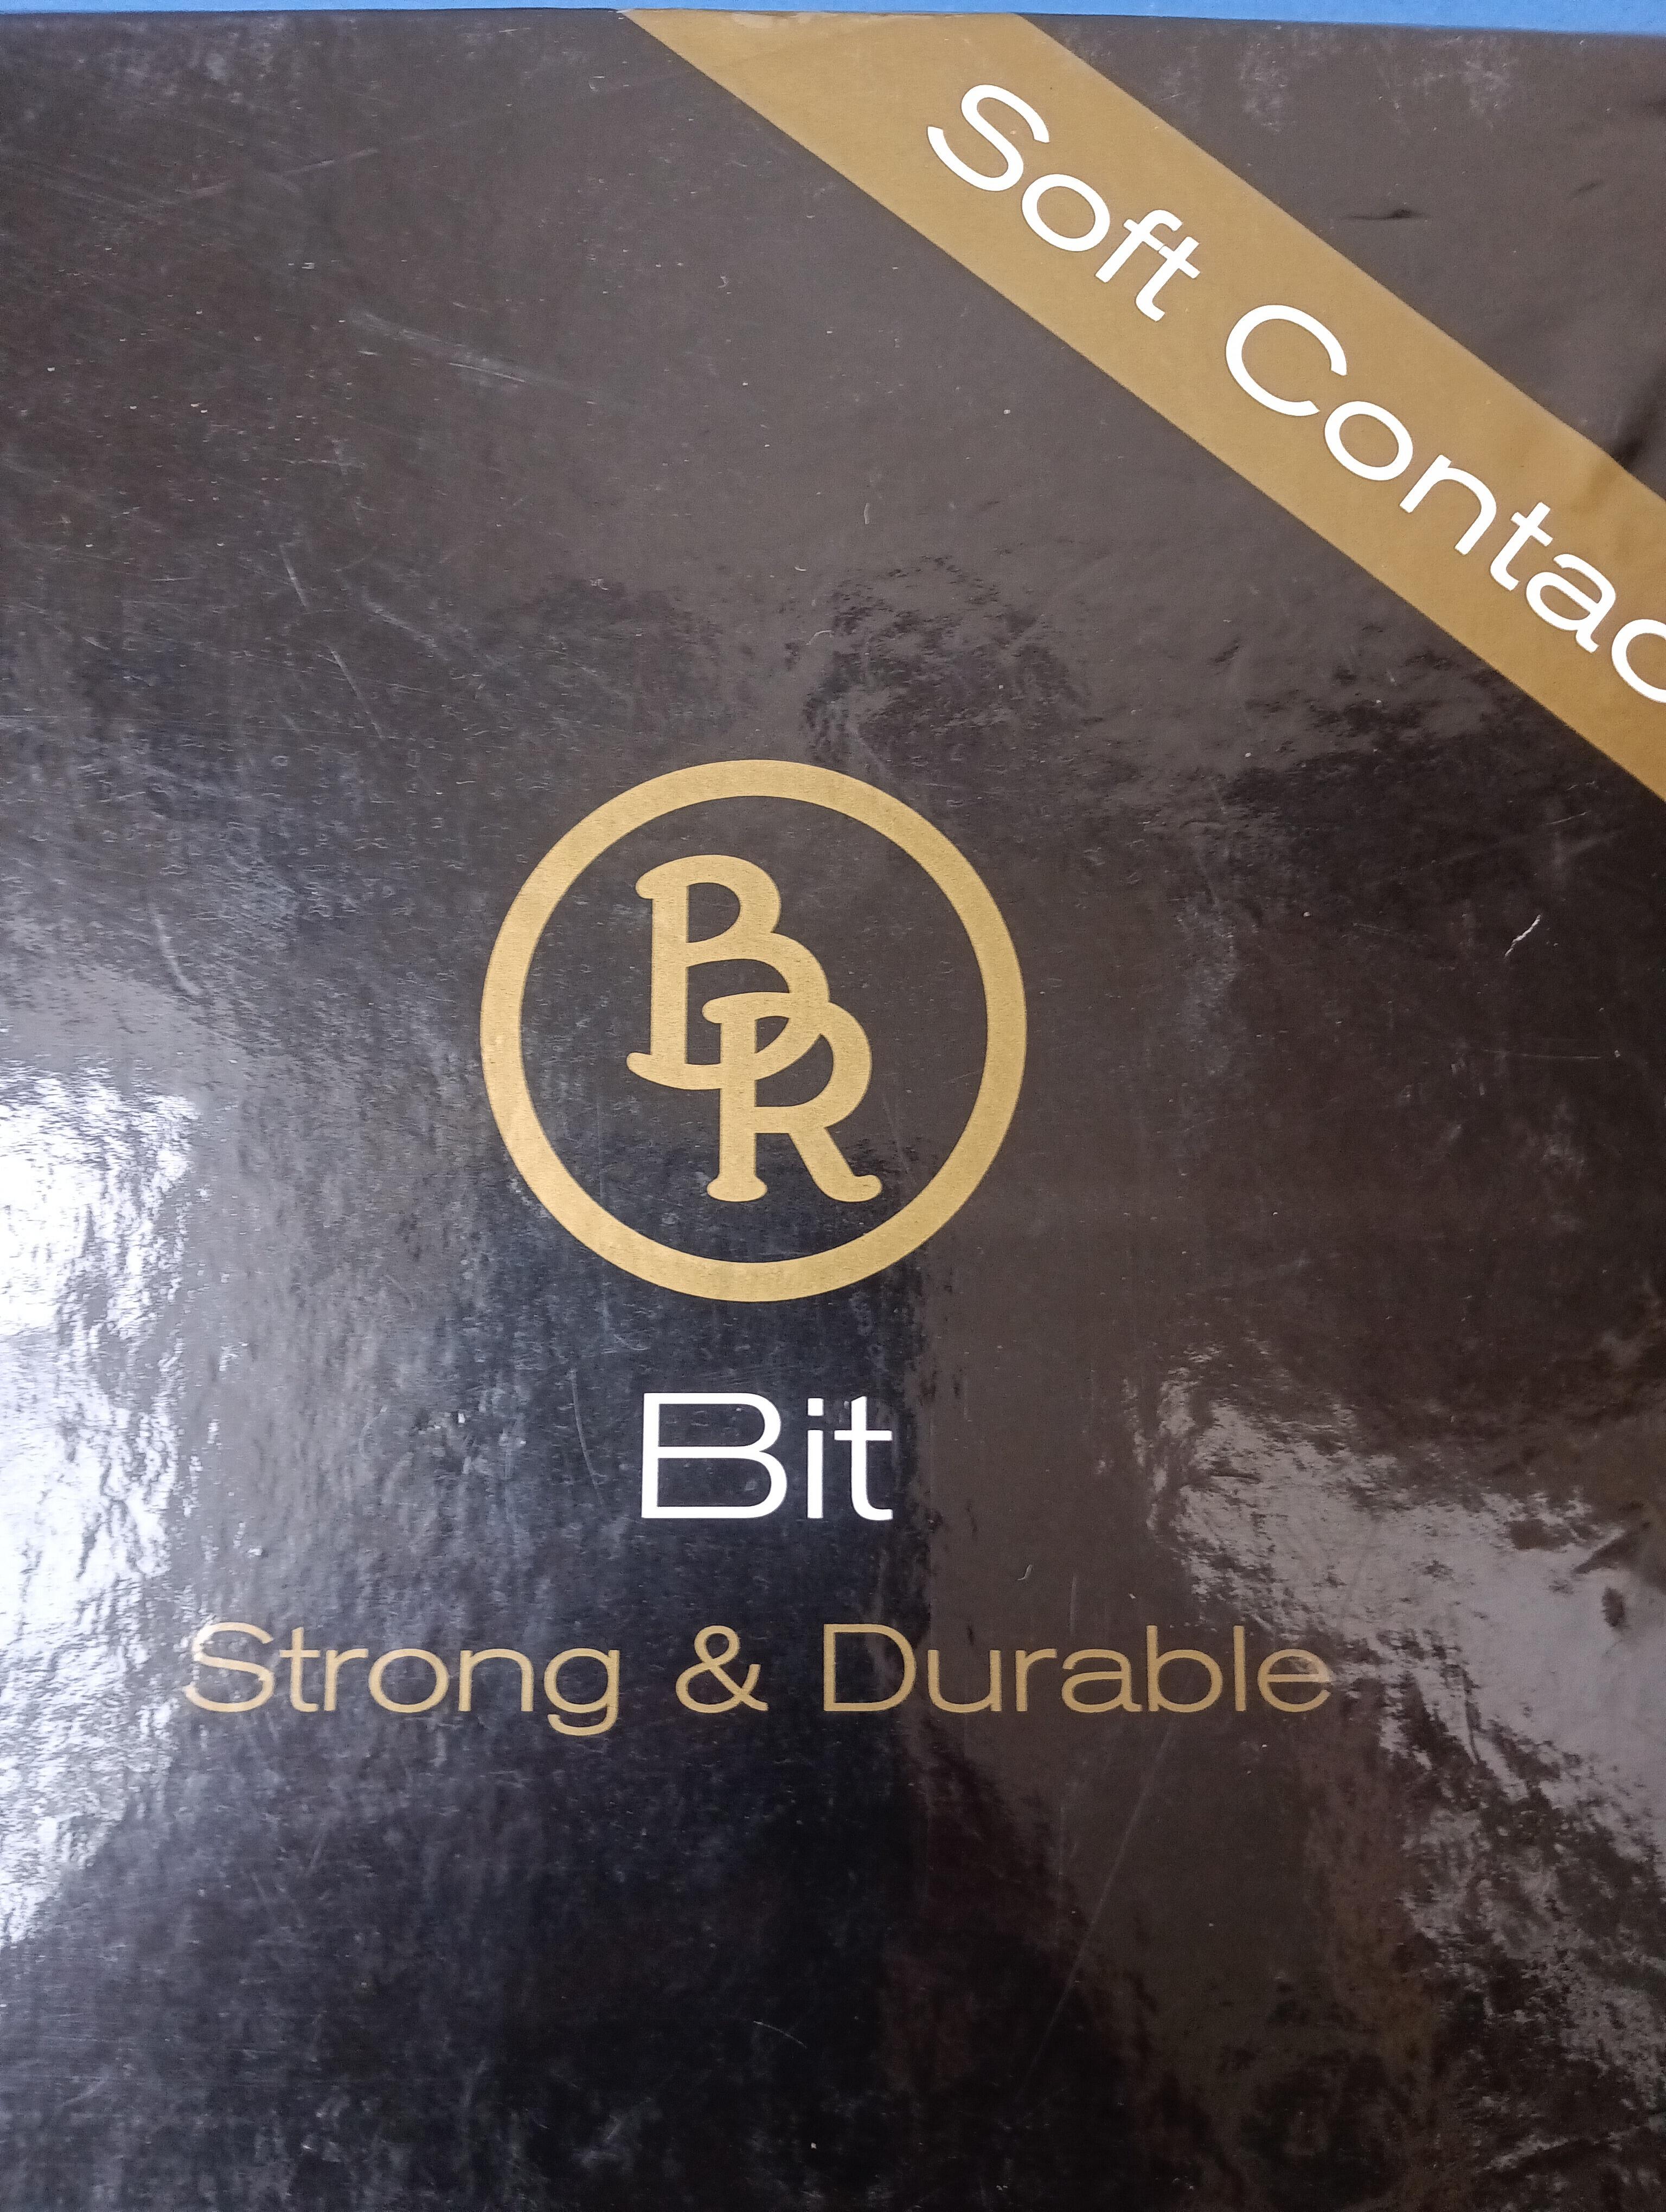 Soft Contac
BR
Bit
Strong & Durable